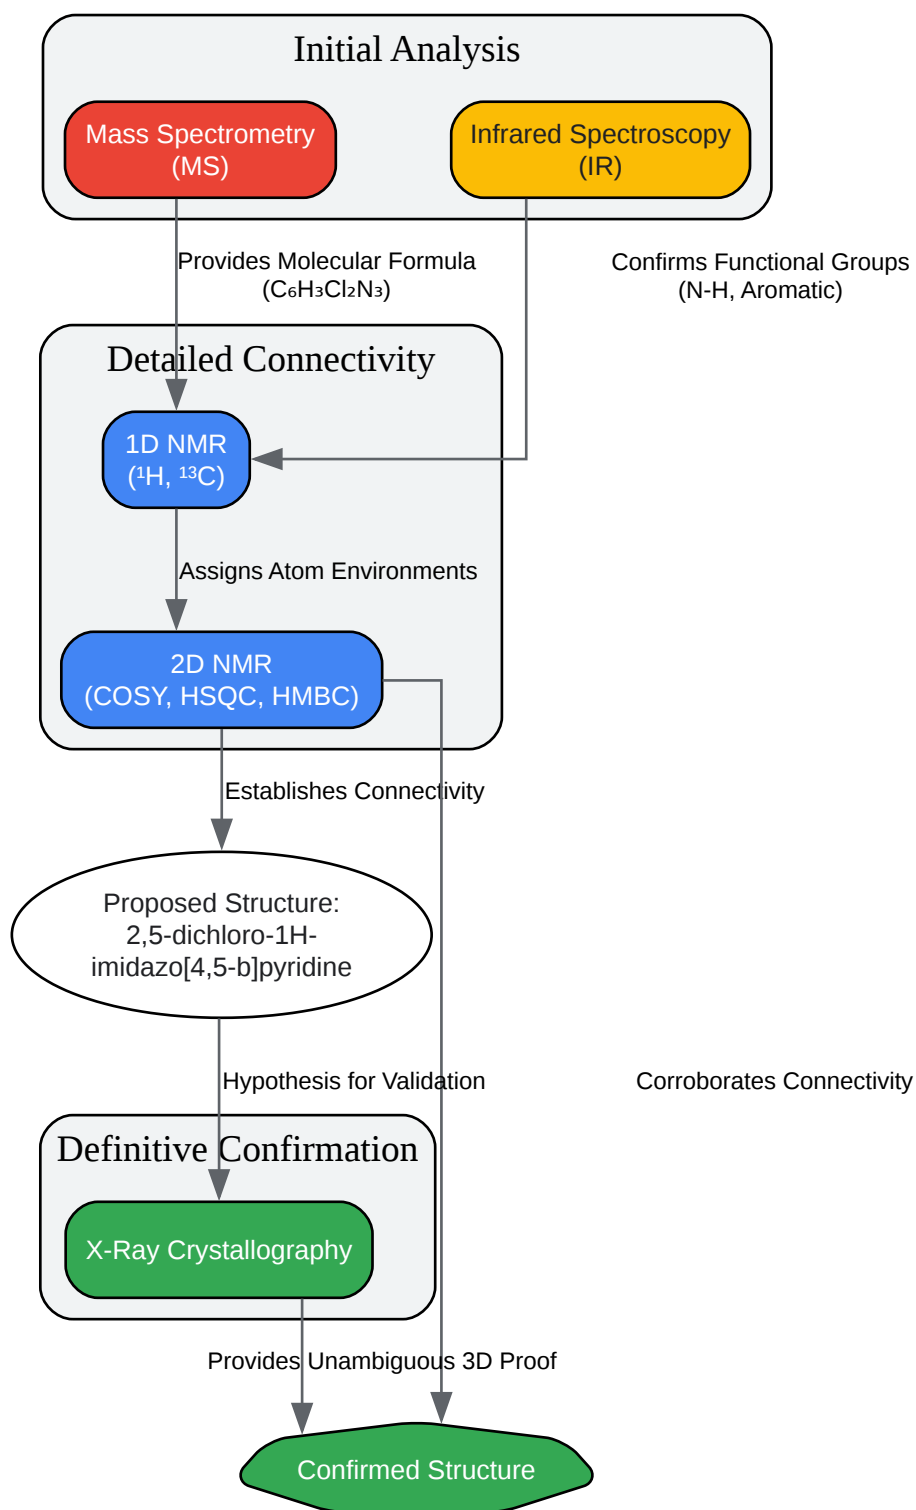 Initial Analysis
Mass Spectrometry
(MS)
Infrared Spectroscopy
(IR)
Provides Molecular Formula
(C₆H₃Cl₂N₃)
Confirms Functional Groups
(N-H, Aromatic)
Detailed Connectivity
1D NMR
(¹H, ¹³C)
Assigns Atom Environments
2D NMR
(COSY, HSQC, HMBC)
Establishes Connectivity
Proposed Structure:
2,5-dichloro-1H-
imidazo[4,5-b]pyridine
Hypothesis for Validation
Corroborates Connectivity
Definitive Confirmation
X-Ray Crystallography
Provides Unambiguous 3D Proof
Confirmed Structure